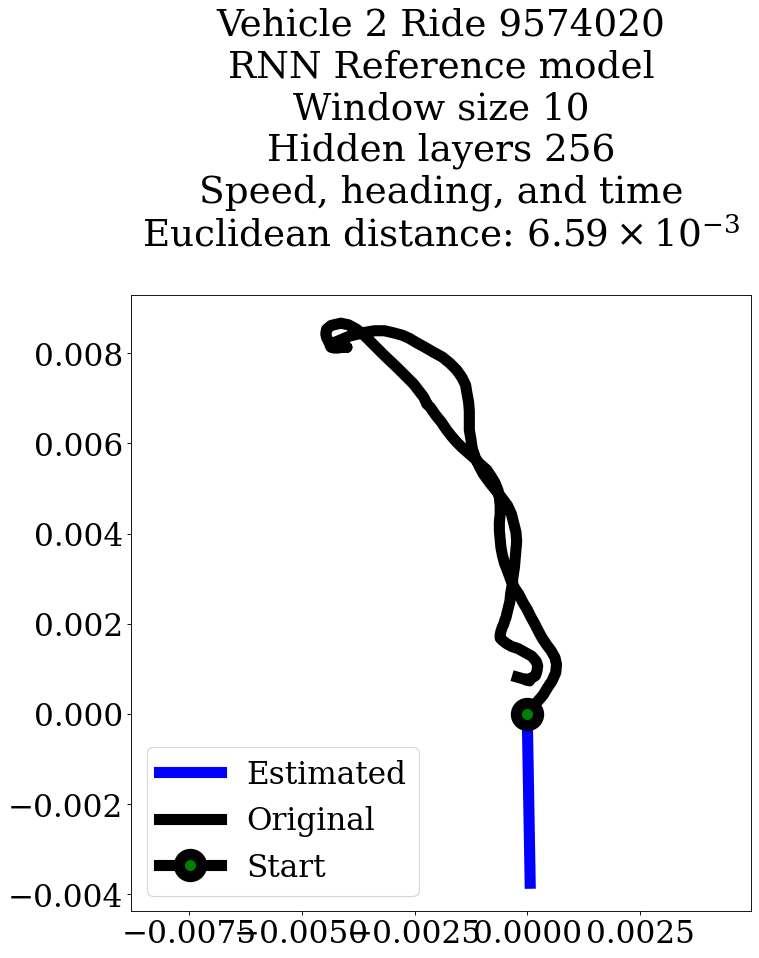 Vehicle 2 Ride 9574020
RNN Reference model
Window size 10
Hidden layers 256
Speed, heading, and time
Euclidean distance: 6.59 × 10⁻³
0.008
0.006
0.004
0.002
0.000
−0.002
−0.004
Estimated
Original
Start
−0.0075 −0.0050 −0.0025 0.0000 0.0025